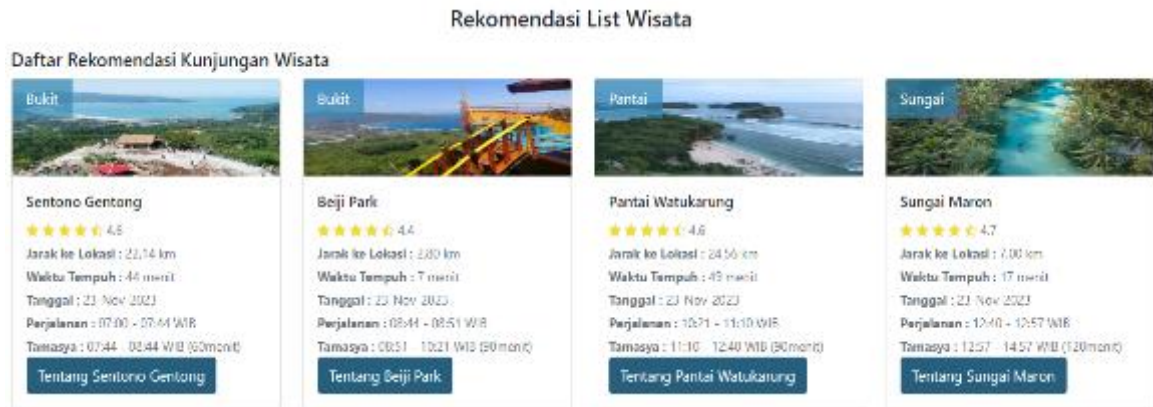 Rekomendasi List Wisata
Daftar Rekomendasi Kunjungan Wisata
Bukit
Sentono Gentong
Jarak ke Lokasi : 22,14 km
Waktu Tempuh : 44 menit
Tanggal : 23-Nov-2023
Perjalanan : 07:00 - 07:44 WIB
Tamasya : 07:44 - 08:44 WIB (60menit)
Tentang Sentono Gentong
Bukit
Beiji Park
4.4
Jarak ke Lokasi : 2,80 km
Waktu Tempuh : 7 menit
Tanggal : 23-Nov-2023
Perjalanan : 08:44 - 08:51 WIB
Tamasya : 08:51 - 10:21 WIB (90menit)
Tentang Beiji Park
Pantai
Pantai Watukarung
4.6
Jarak ke Lokasi : 24,56 km
Waktu Tempuh : 49 menit
Tanggal : 23-Nov-2023
Perjalanan : 10:21 - 11:10 WIB
Tamasya : 11:10 - 12:40 WIB (90menit)
Tentang Pantai Watukarung
Sungai
Sungai Maron
4.7
Jarak ke Lokasi : 7,00 km
Waktu Tempuh : 17 menit
Tanggal : 23-Nov-2023
Perjalanan : 12:40 - 12:57 WIB
Tamasya : 12:57 - 14:57 WIB (120menit)
Tentang Sungai Maron